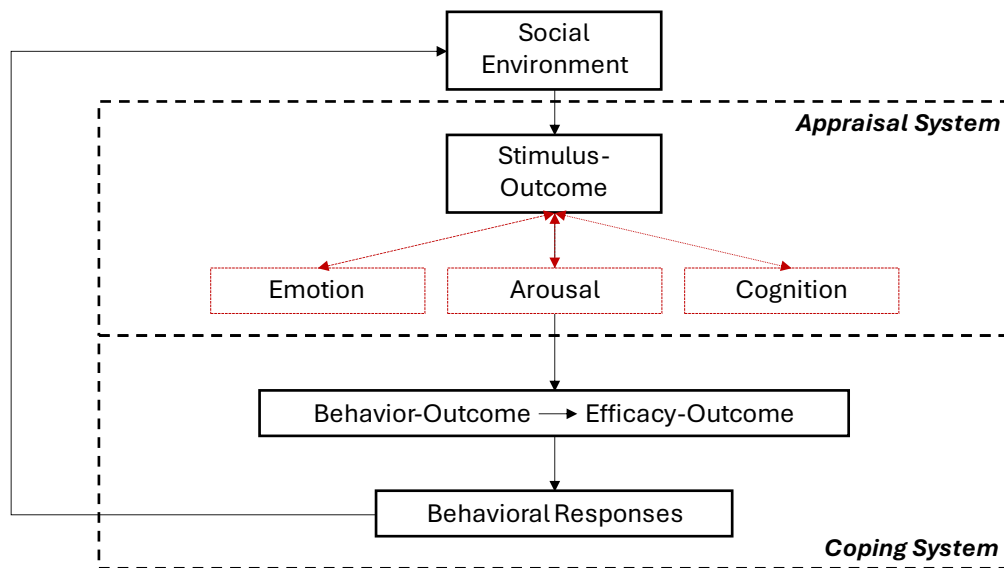 Social
Environment
Appraisal System
Stimulus-
Outcome
Emotion
Arousal
Cognition
Behavior-Outcome
Efficacy-Outcome
Behavioral Responses
Coping System